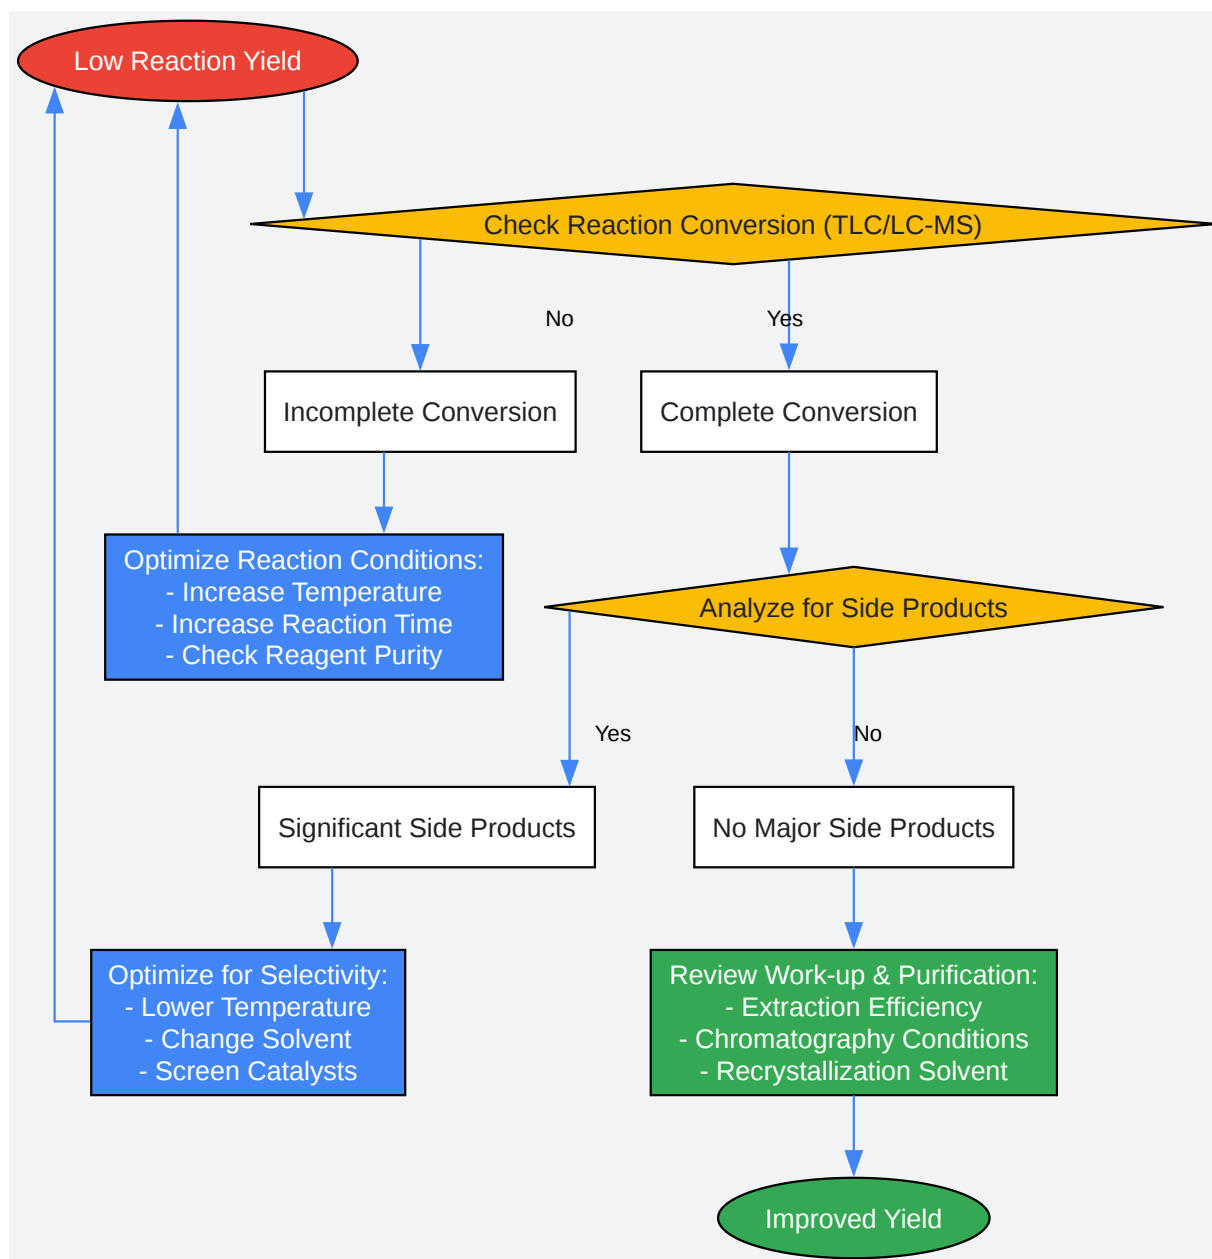 Low Reaction Yield
Check Reaction Conversion (TLC/LC-MS)
No
Yes
Incomplete Conversion
Complete Conversion
Optimize Reaction Conditions:
- Increase Temperature
- Increase Reaction Time
- Check Reagent Purity
Analyze for Side Products
Yes
No
Significant Side Products
No Major Side Products
Optimize for Selectivity:
- Lower Temperature
- Change Solvent
- Screen Catalysts
Review Work-up & Purification:
- Extraction Efficiency
- Chromatography Conditions
- Recrystallization Solvent
Improved Yield